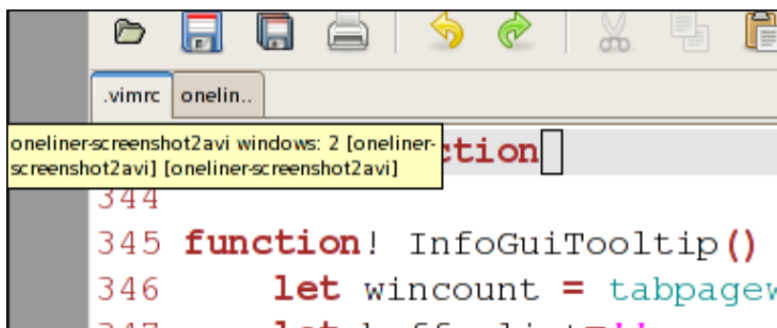 .vimrc onelin..
oneliner-screenshot2avi windows: 2 [oneliner-
screenshot2avi] [oneliner-screenshot2avi]
ction
344
345 function! InfoGuiTooltip()
346 let wincount = tabpagew